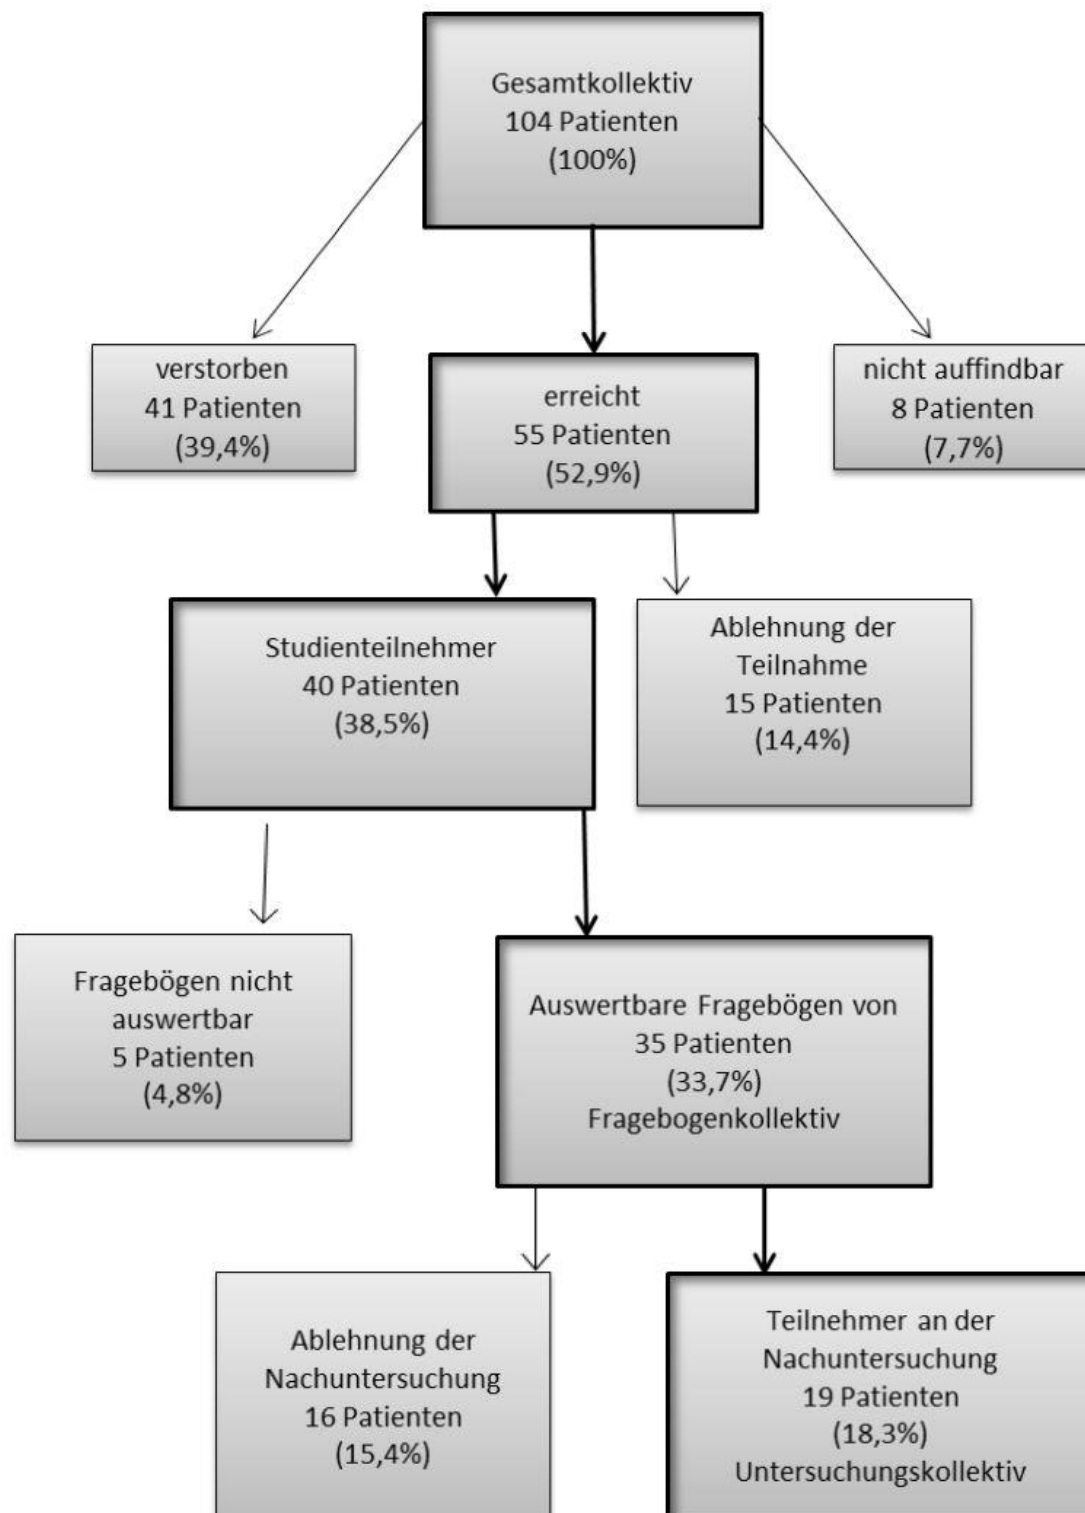 Gesamtkollektiv
104 Patienten
(100%)
verstorben
41 Patienten
(39,4%)
erreicht
55 Patienten
(52,9%)
nicht auffindbar
8 Patienten
(7,7%)
Studienteilnehmer
40 Patienten
(38,5%)
Ablehnung der
Teilnahme
15 Patienten
(14,4%)
Fragebögen nicht
auswertbar
5 Patienten
(4,8%)
Auswertbare Fragebögen von
35 Patienten
(33,7%)
Fragebogenkollektiv
Ablehnung der
Nachuntersuchung
16 Patienten
(15,4%)
Teilnehmer an der
Nachuntersuchung
19 Patienten
(18,3%)
Untersuchungskollektiv